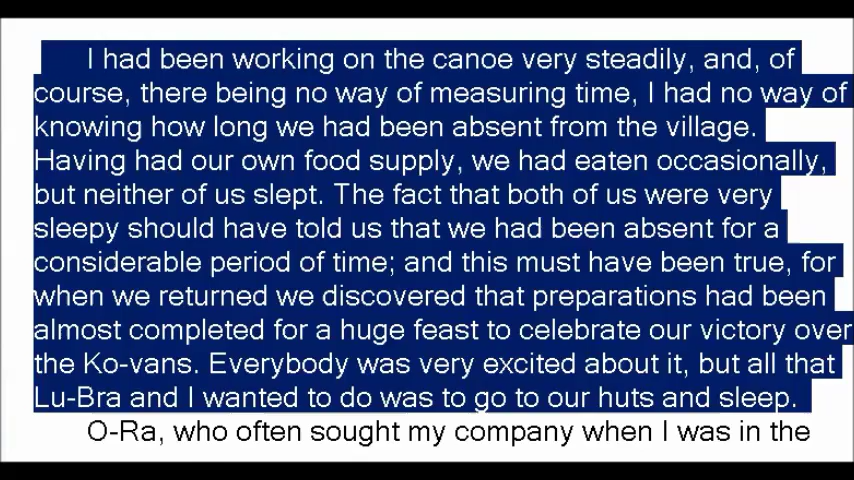 I had been working on the canoe very steadily, and, of
course, there being no way of measuring time, I had no way of
knowing how long we had been absent from the village.
Having had our own food supply, we had eaten occasionally,
but neither of us slept. The fact that both of us were very
sleepy should have told us that we had been absent for a
considerable period of time; and this must have been true, for
when we returned we discovered that preparations had been
almost completed for a huge feast to celebrate our victory over
the Ko-vans. Everybody was very excited about it, but all that
Lu-Bra and I wanted to do was to go to our huts and sleep.
O-Ra, who often sought my company when I was in the